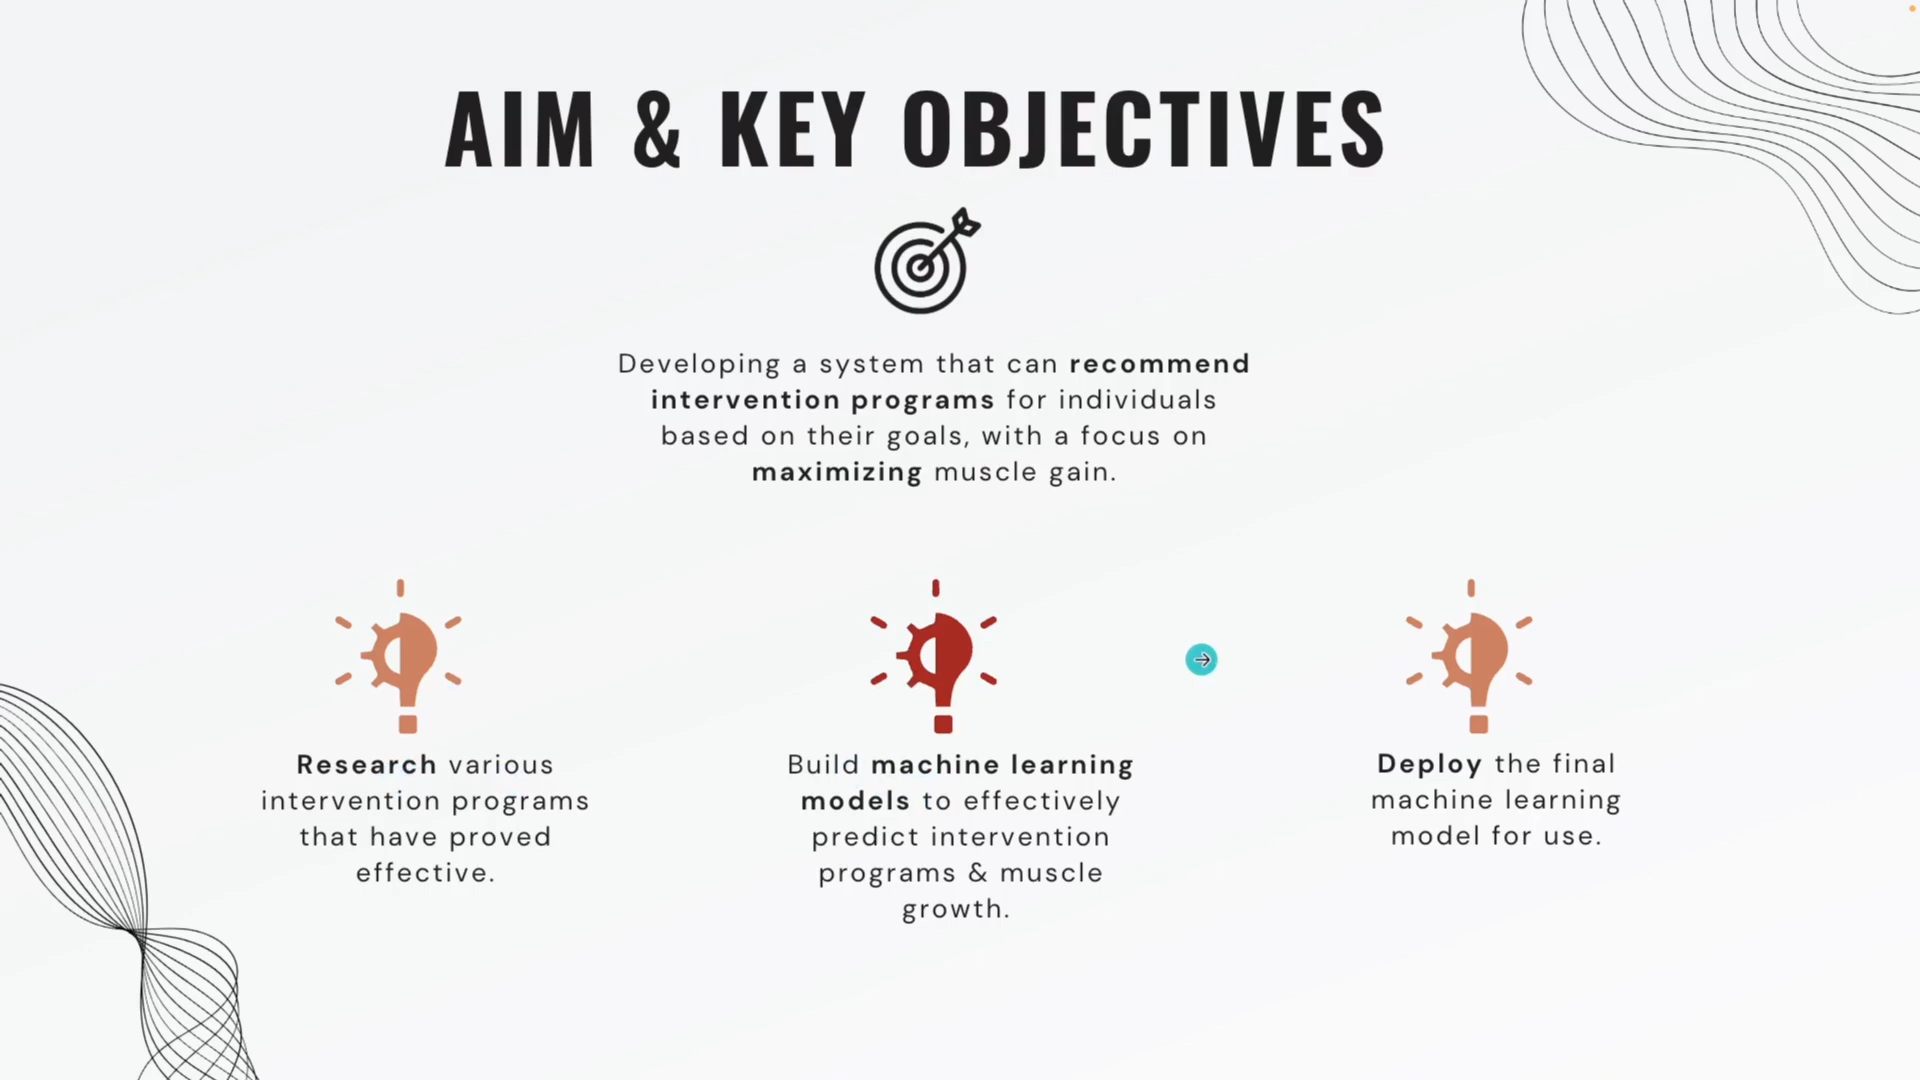 AIM & KEY OBJECTIVES
Developing a system that can recommend
intervention programs for individuals
based on their goals, with a focus on
maximizing muscle gain.
Research various
intervention programs
that have proved
effective.
Build machine learning
models to effectively
predict intervention
programs & muscle
growth.
Deploy the final
machine learning
model for use.